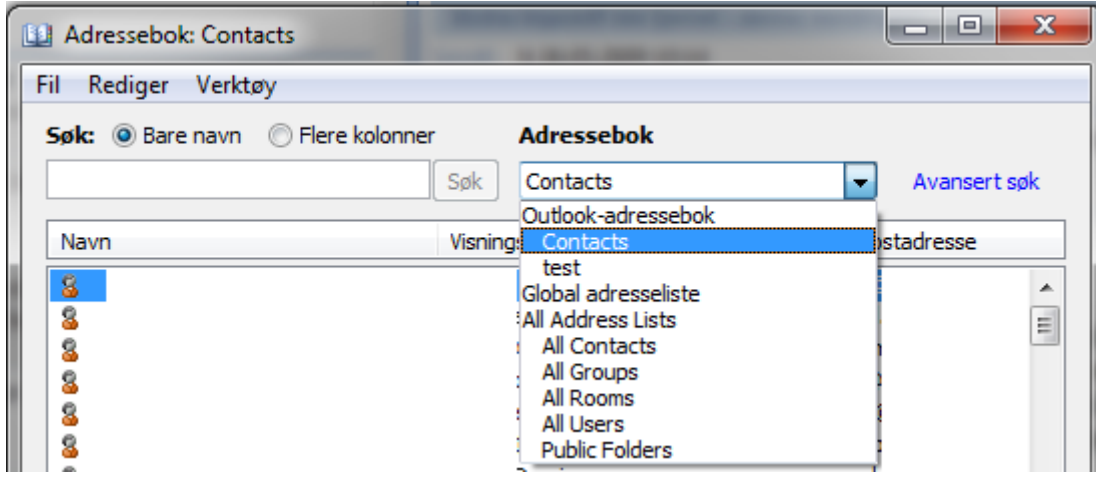 Adressebok: Contacts
Fil Rediger Verktøy
Søk: Bare navn Flere kolonner Adressebok
Søk Contacts Avansert søk
Outlook-adressebok
Navn Contacts
test
Global adresseliste
All Address Lists
All Contacts
All Groups
All Rooms
All Users
Public Folders